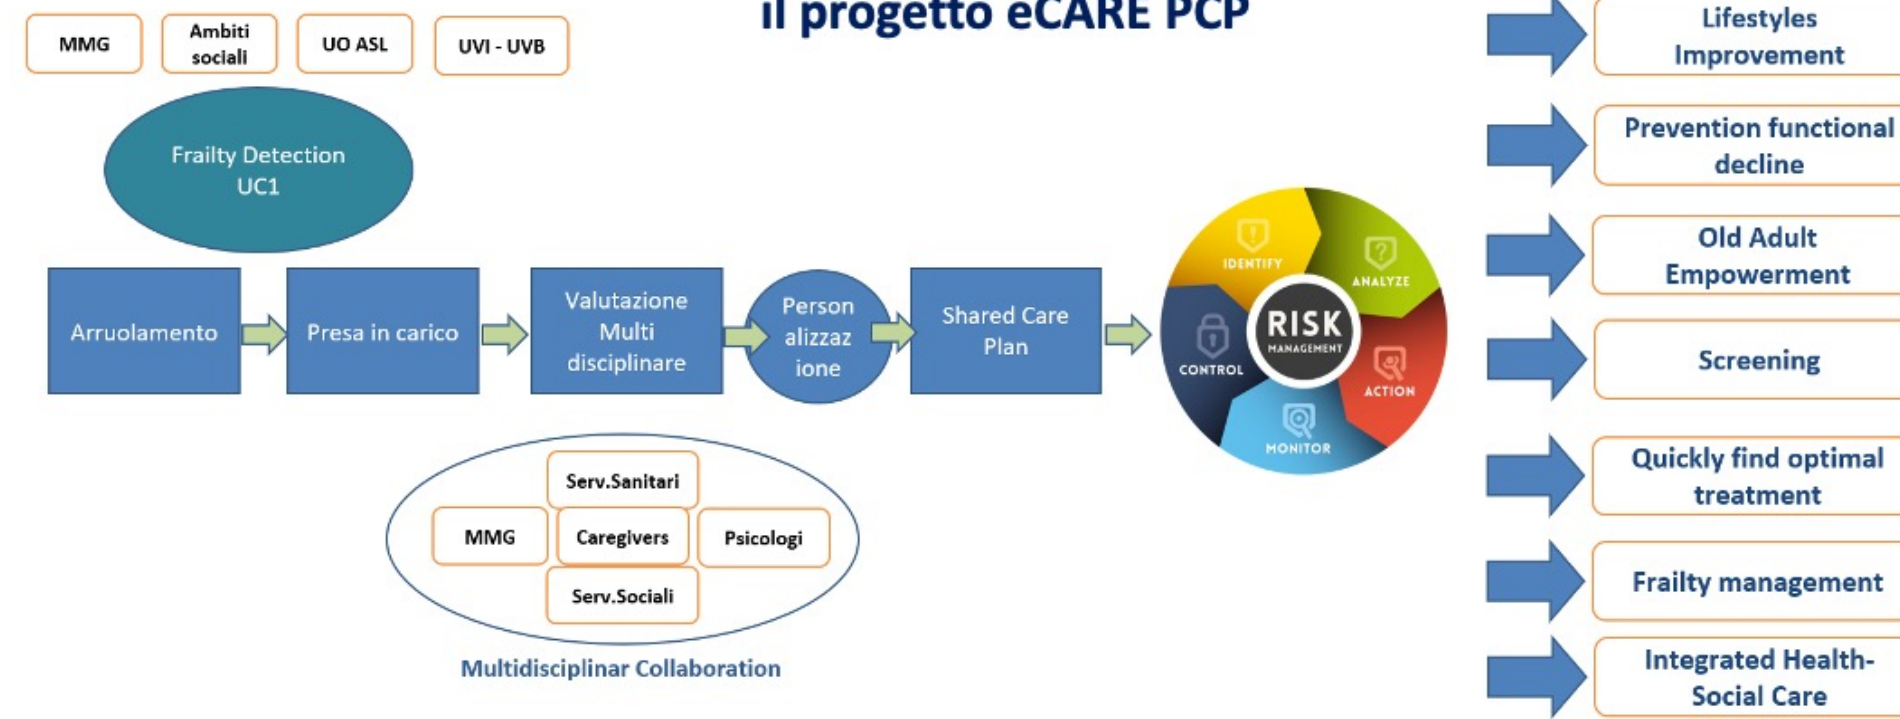 il progetto eCARE PCP
MMG
Ambiti
sociali
UO ASL
UVI - UVB
Frailty Detection
UC1
Arruolamento
Presa in carico
Valutazione
Multi
disciplinare
Person
alizzaz
ione
Shared Care
Plan
IDENTIFY
ANALYZE
RISK
MANAGEMENT
CONTROL
ACTION
MONITOR
Serv.Sanitari
MMG
Caregivers
Psicologi
Serv.Sociali
Multidisciplinar Collaboration
Lifestyles
Improvement
Prevention functional
decline
Old Adult
Empowerment
Screening
Quickly find optimal
treatment
Frailty management
Integrated Health-
Social Care